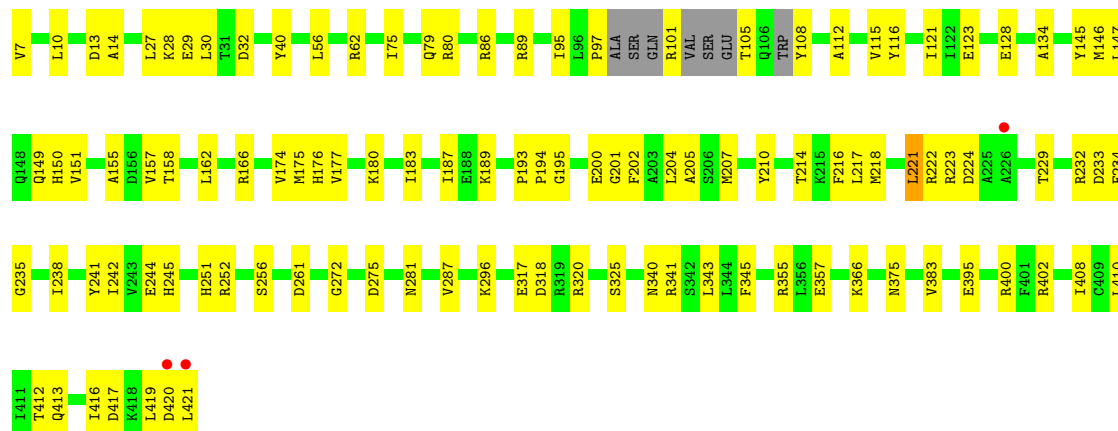 V7 L10 D13 A14 L27 K28 E29 L30 T31 D32 Y40 L56 R62 I75 Q79 R80 R86 R89 I95 L96 P97 ALA SER GLN R101 VAL SER GLU T105 Q106 TRP Y108 A112 V115 Y116 I121 I122 E123 E128 A134 Y145 M146 L147
Q148 Q149 H150 V151 A155 D156 V157 T158 L162 R166 V174 M175 H176 V177 K180 I183 I187 E188 K189 P193 P194 G195 E200 G201 F202 A203 L204 A205 S206 M207 Y210 T214 K215 F216 L217 M218 L221 R222 R223 D224 A225 A226 T229 R232 D233
G235 I238 Y241 I242 V243 E244 H245 H251 R252 S256 D261 G272 D275 N281 V287 K296 E317 D318 R319 R320 S325 N340 R341 S342 L343 L344 F345 R355 L356 E357 K366 N375 V383 E395 R400 F401 R402 I408 C409
I411 T412 Q413 I416 D417 K418 L419 D420 L421